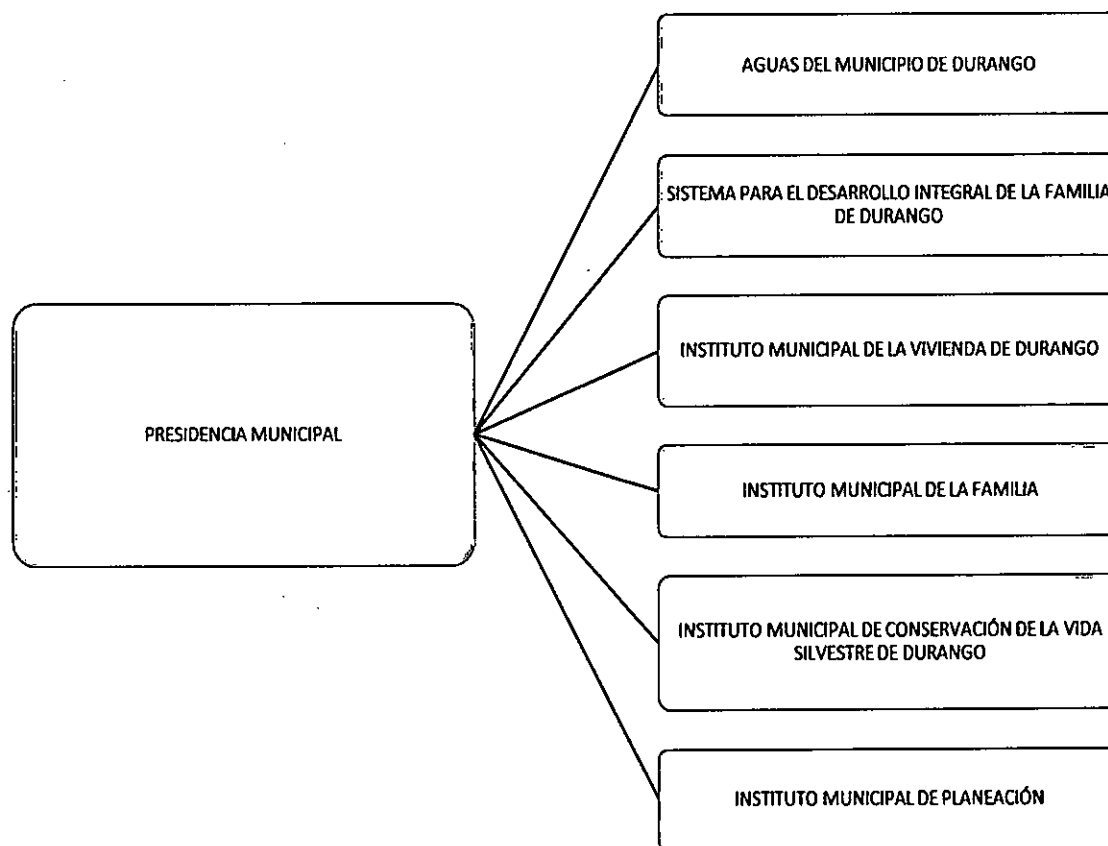 AGUAS DEL MUNICIPIO DE DURANGO
SISTEMA PARA EL DESARROLLO INTEGRAL DE LA FAMILIA
DE DURANGO
INSTITUTO MUNICIPAL DE LA VIVIENDA DE DURANGO
PRESIDENCIA MUNICIPAL
INSTITUTO MUNICIPAL DE LA FAMILIA
INSTITUTO MUNICIPAL DE CONSERVACIÓN DE LA VIDA
SILVESTRE DE DURANGO
INSTITUTO MUNICIPAL DE PLANEACIÓN